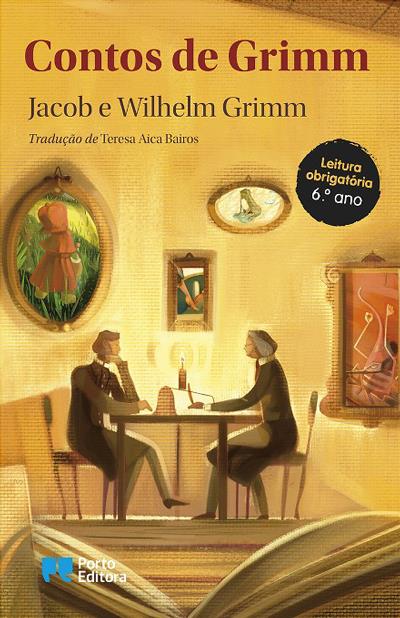 Contos de Grimm
Jacob e Wilhelm Grimm
Tradução de Teresa Aica Bairos
Leitura
obrigatória
6.º ano
Porto
Editora